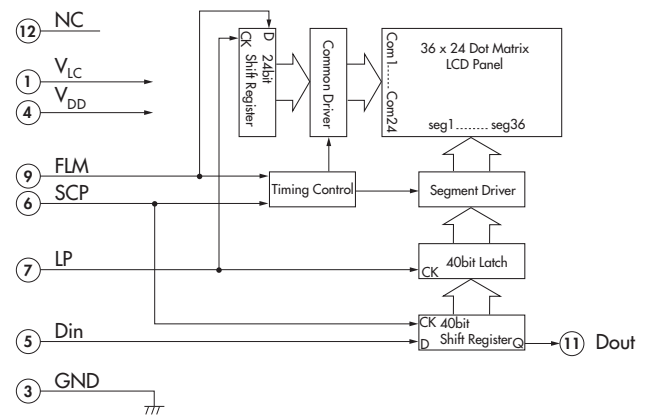 12 NC
1 VLC
4 VDD
9 FLM
6 SCP
7 LP
5 Din
3 GND
CK D
24bit
Shift Register
Common Driver
Com1...... Com24
36 x 24 Dot Matrix
LCD Panel
seg1........ seg36
Timing Control
Segment Driver
40bit Latch
CK
CK 40bit
Shift Register
D
Q
11 Dout